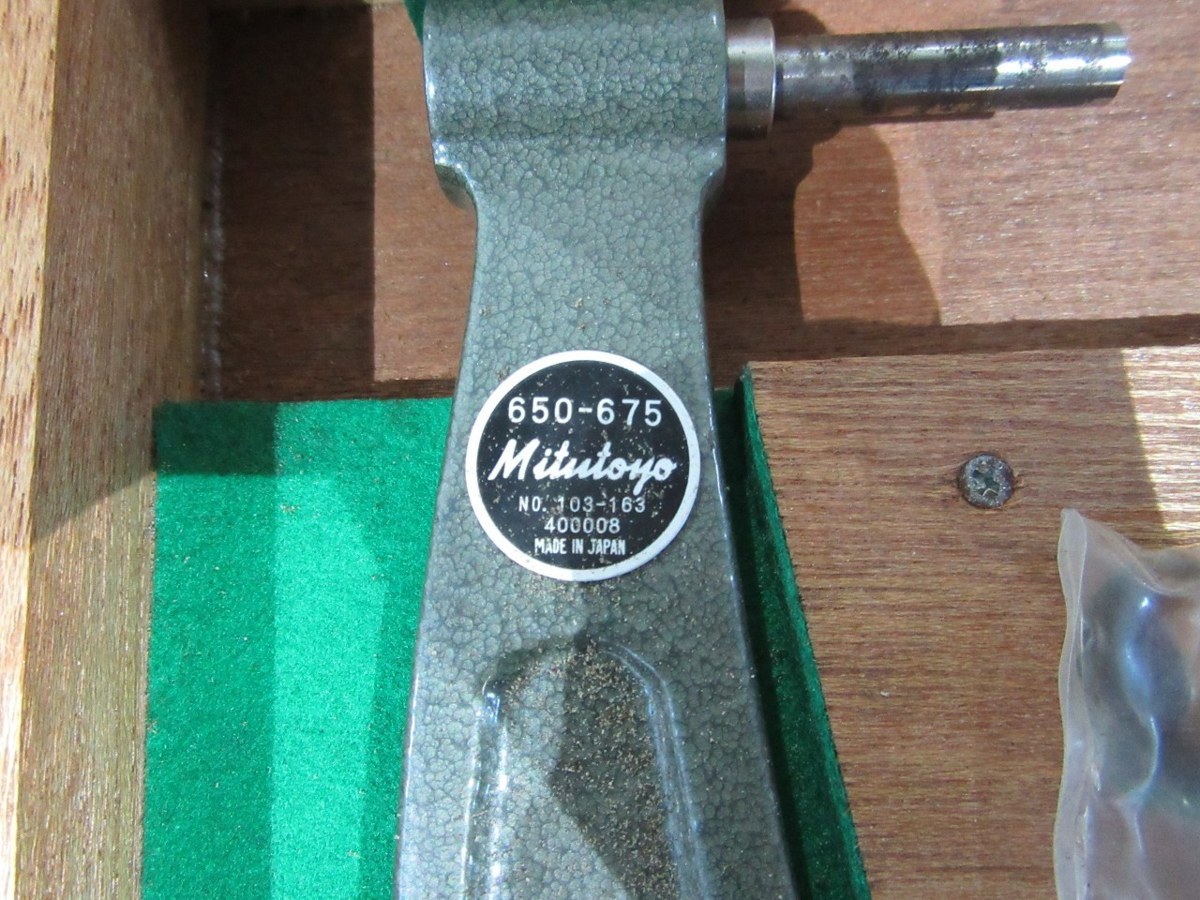 650-675
Mitutoyo
NO. 103-163
400008
MADE IN JAPAN